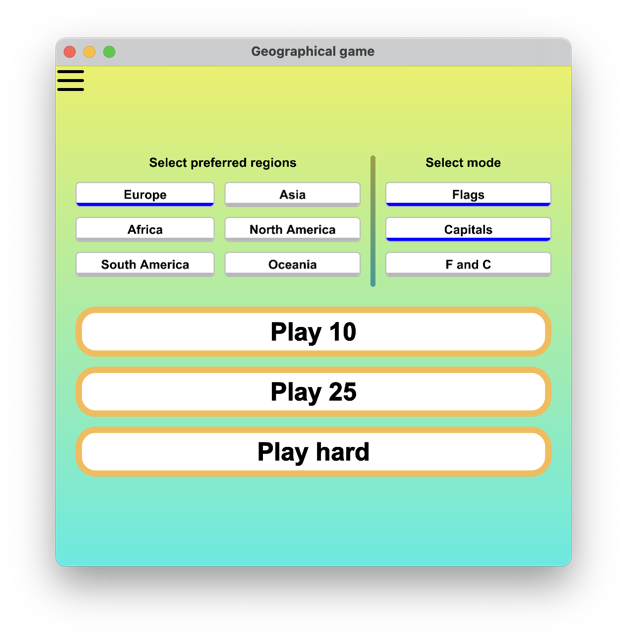 Geographical game
Select preferred regions
Select mode
Europe
Asia
Flags
Africa
North America
Capitals
South America
Oceania
F and C
Play 10
Play 25
Play hard